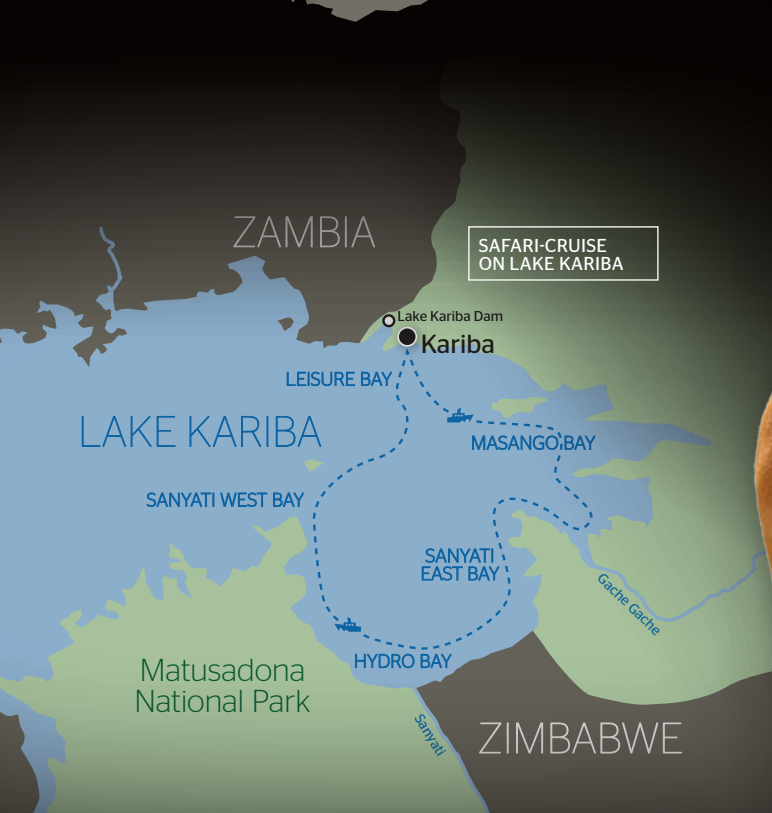 ZAMBIA
SAFARI-CRUISE
ON LAKE KARIBA
Lake Kariba Dam
Kariba
LEISURE BAY
LAKE KARIBA
MASANGO BAY
SANYATI WEST BAY
SANYATI
EAST BAY
Gache Gache
HYDRO BAY
Matusadona
National Park
Sanyati
ZIMBABWE